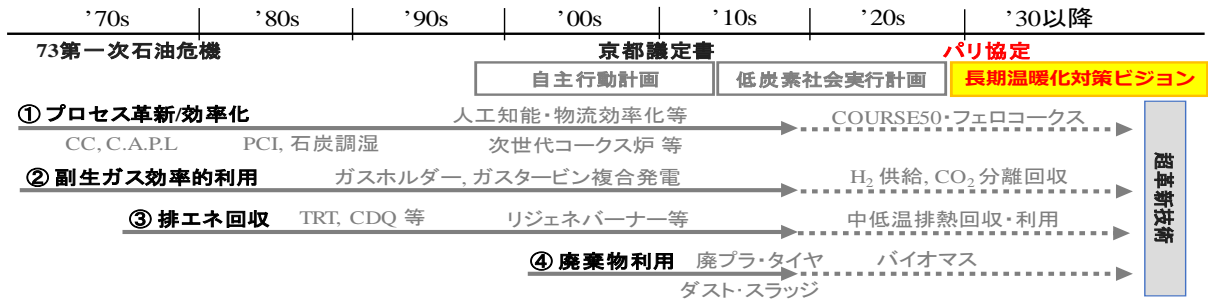 ’70s ’80s ’90s ’00s ’10s ’20s ’30以降
73第一次石油危機 京都議定書 パリ協定
自主行動計画 低炭素社会実行計画 長期温暖化対策ビジョン
① プロセス革新/効率化 人工知能・物流効率化等 COURSE50・フェロコークス
CC, C.A.P.L PCI, 石炭調湿 次世代コークス炉 等
② 副生ガス効率的利用 ガスホルダー, ガスタービン複合発電 H₂ 供給, CO₂ 分離回収
③ 排エネ回収 TRT, CDQ 等 リジェネバーナー等 中低温排熱回収・利用
④ 廃棄物利用 廃プラ・タイヤ バイオマス
ダスト・スラッジ
超革新技術